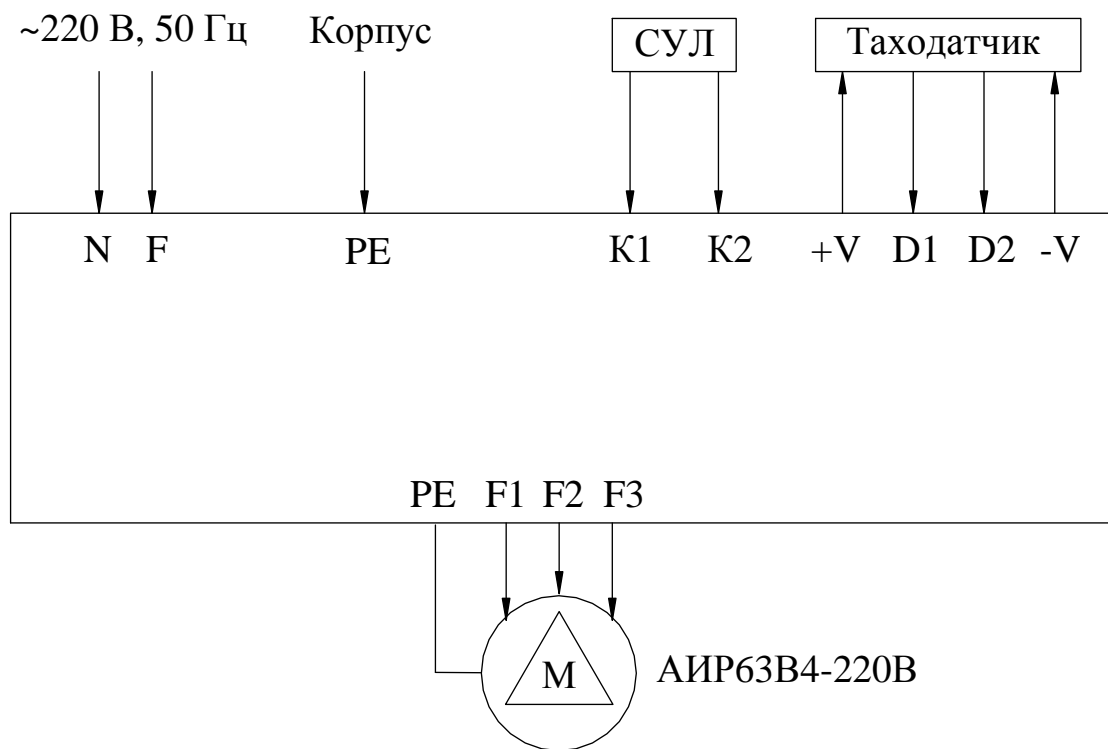 ~220 В, 50 Гц Корпус СУЛ Таходатчик
N F PE К1 К2 +V D1 D2 -V
PE F1 F2 F3
М АИР63В4-220В